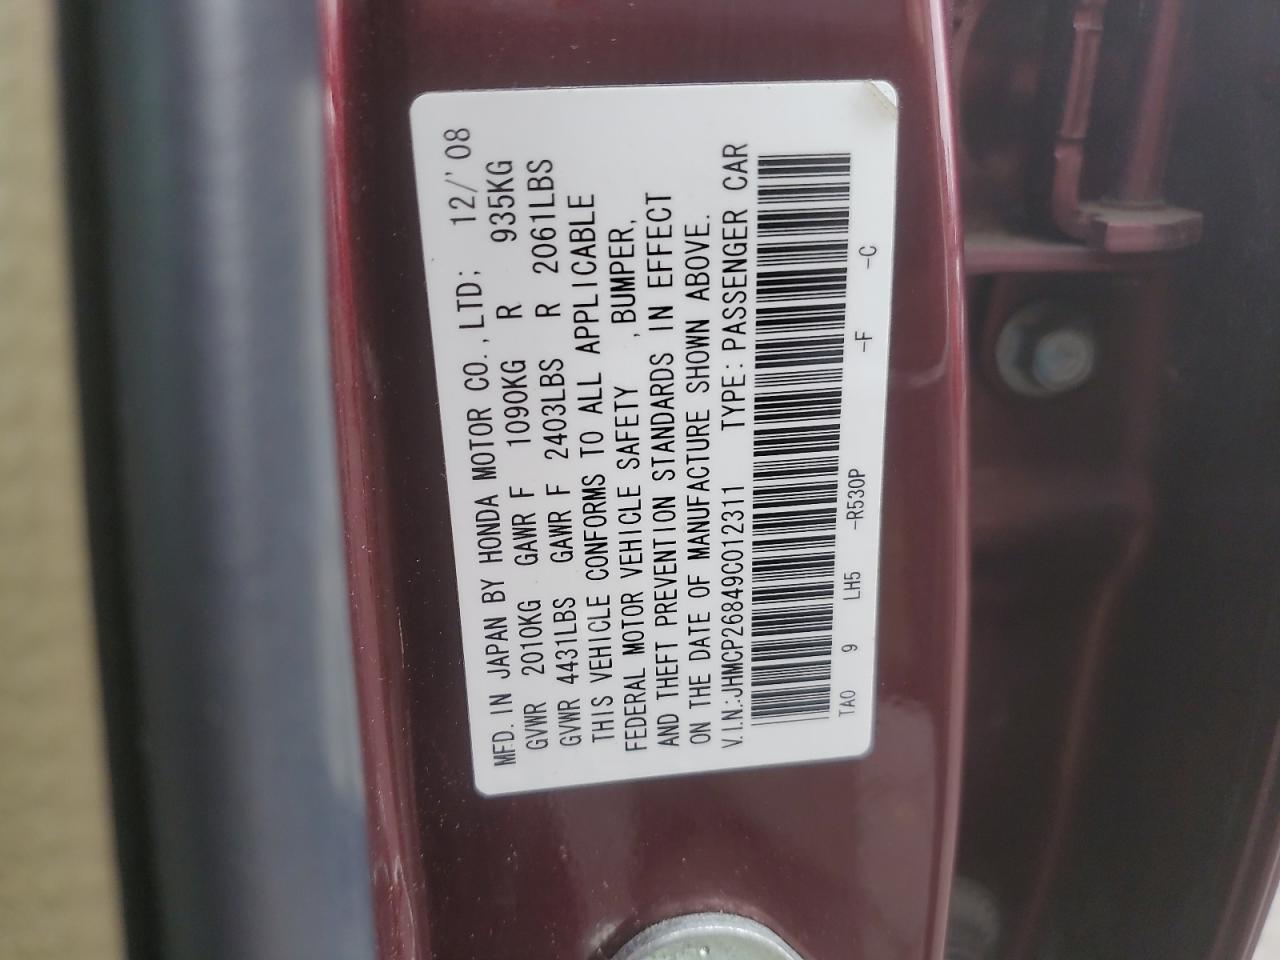 MFD. IN JAPAN BY HONDA MOTOR CO., LTD; 12/'08
GVWR 2010KG GAWR F 1090KG R 935KG
GVWR 4431LBS GAWR F 2403LBS R 2061LBS
THIS VEHICLE CONFORMS TO ALL APPLICABLE
FEDERAL MOTOR VEHICLE SAFETY , BUMPER,
AND THEFT PREVENTION STANDARDS IN EFFECT
ON THE DATE OF MANUFACTURE SHOWN ABOVE.
V.I.N.:JHMCP26849C012311 TYPE:PASSENGER CAR
TA0 9 LH5 -R530P -F -C